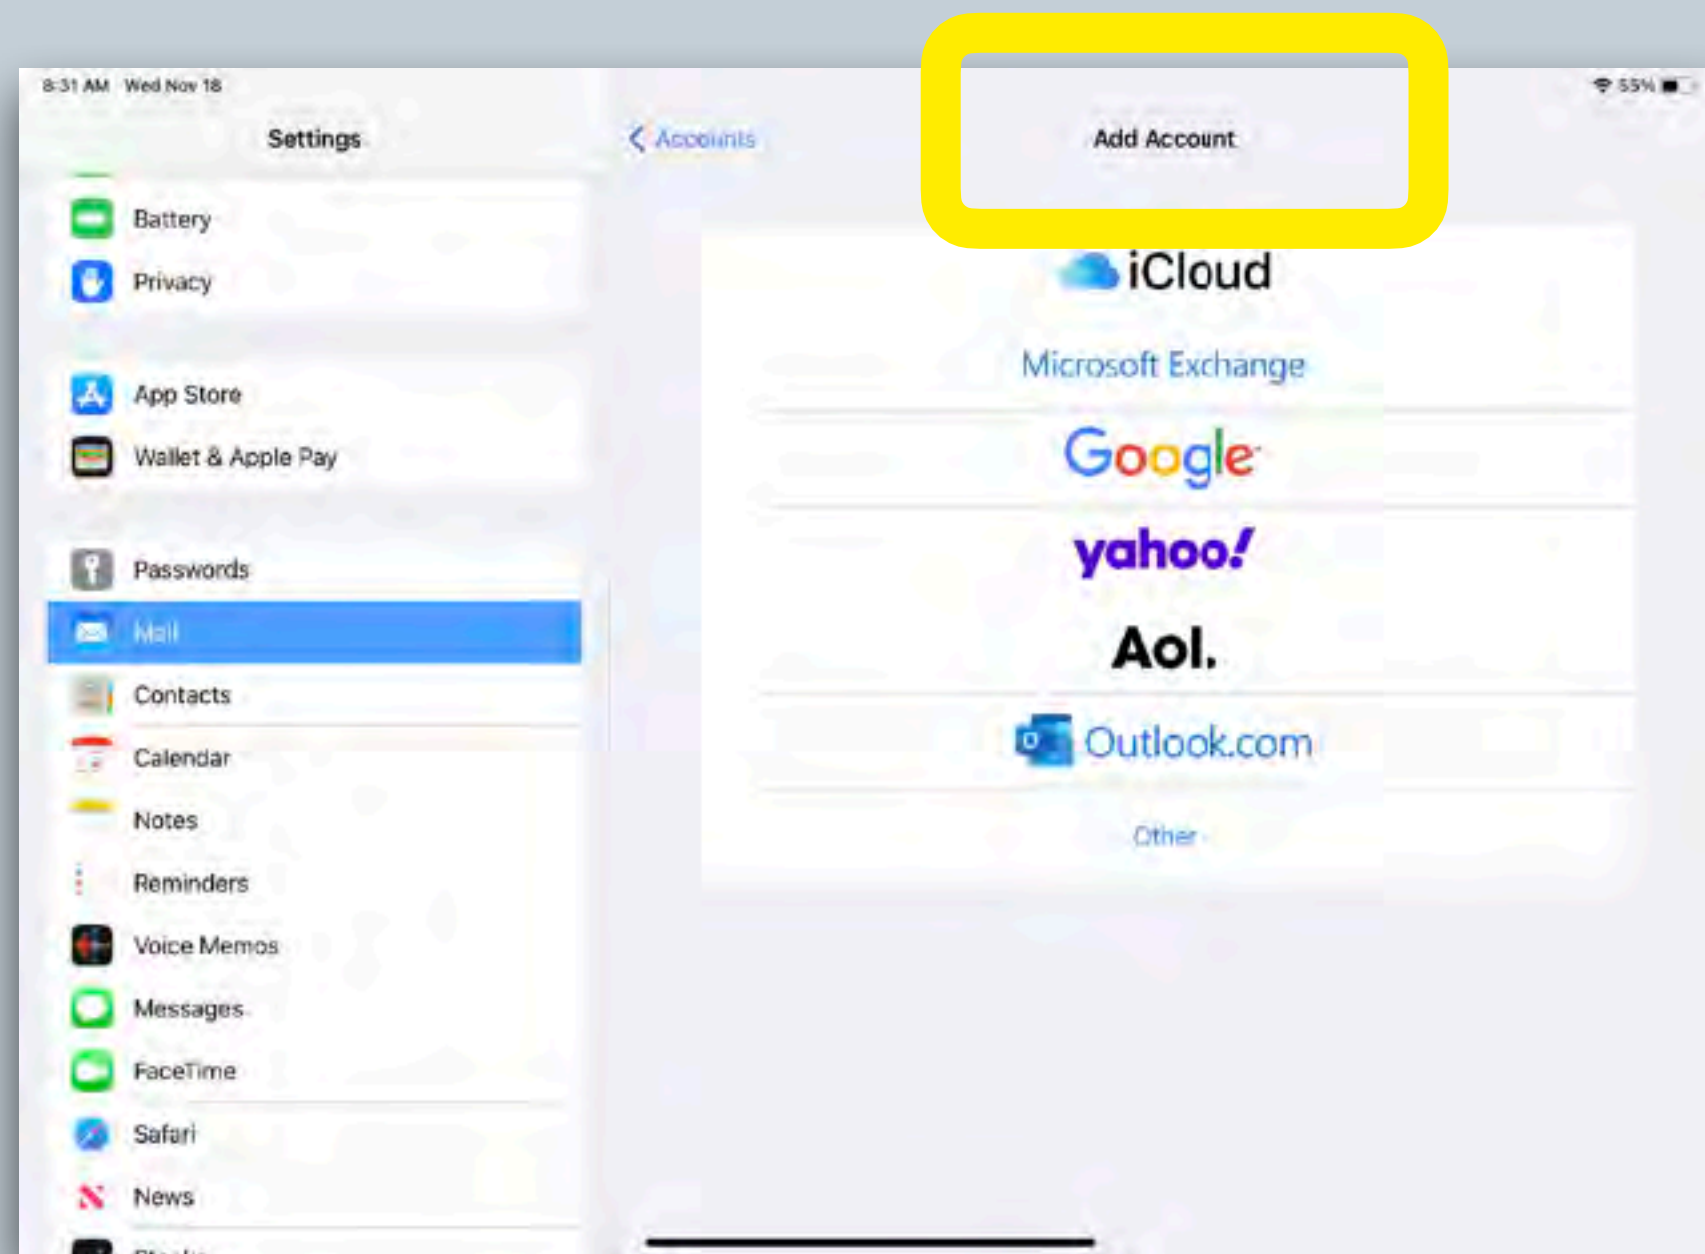 8:31 AM Wed Nov 18
55%
Settings
Accounts
Add Account
Battery
Privacy
App Store
Wallet & Apple Pay
Passwords
Mail
Contacts
Calendar
Notes
Reminders
Voice Memos
Messages
FaceTime
Safari
News
iCloud
Microsoft Exchange
Google
yahoo!
Aol.
Outlook.com
Other